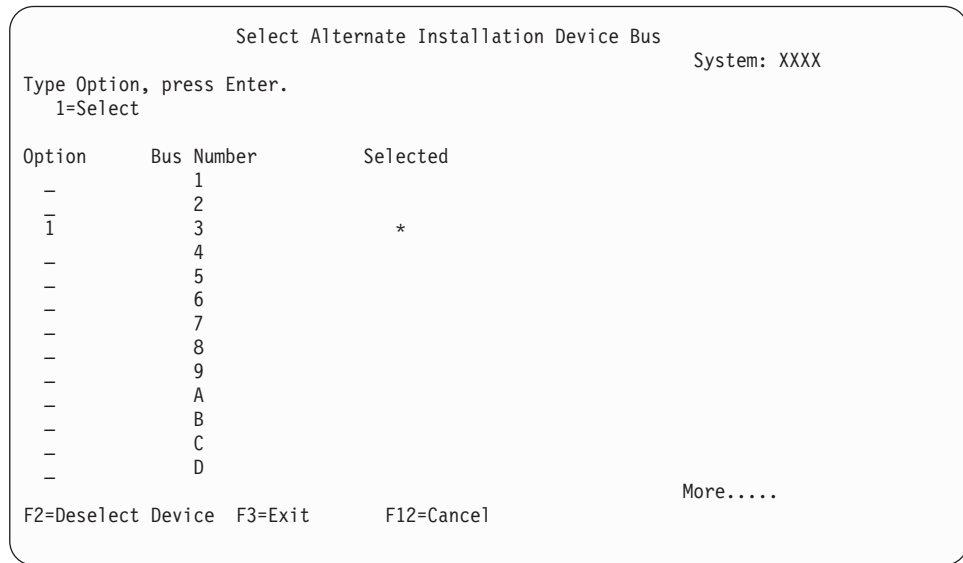 Select Alternate Installation Device Bus
System: XXXX
Type Option, press Enter.
1=Select
Option Bus Number Selected
_ 1
_ 2
1 3 *
_ 4
_ 5
_ 6
_ 7
_ 8
_ 9
_ A
_ B
_ C
_ D
More.....
F2=Deselect Device F3=Exit F12=Cancel